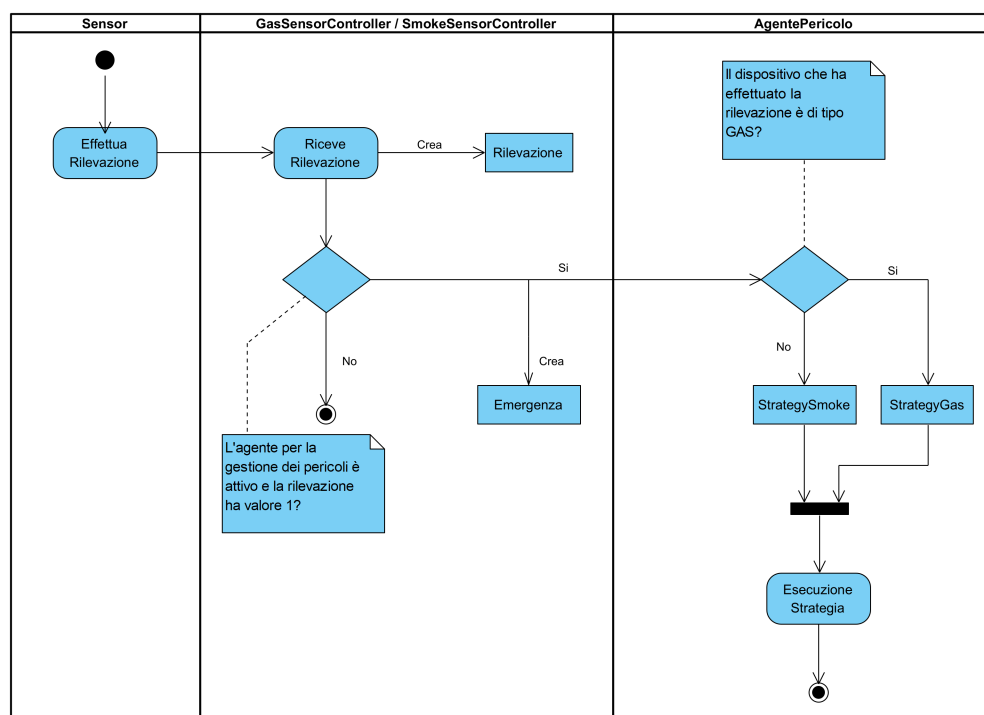 Sensor
GasSensorController / SmokeSensorController
AgentePericolo
Il dispositivo che ha
effettuato la
rilevazione è di tipo
GAS?
Effettua
Rilevazione
Riceve
Rilevazione
Crea
Rilevazione
Si
Si
No
No
Crea
Emergenza
StrategySmoke
StrategyGas
L'agente per la
gestione dei pericoli è
attivo e la rilevazione
ha valore 1?
Esecuzione
Strategia